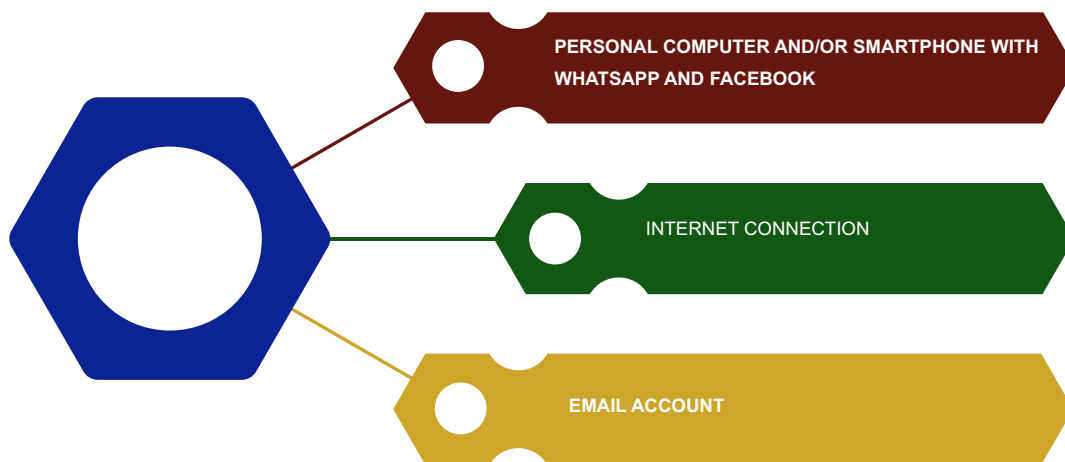 PERSONAL COMPUTER AND/OR SMARTPHONE WITH
WHATSAPP AND FACEBOOK
INTERNET CONNECTION
EMAIL ACCOUNT